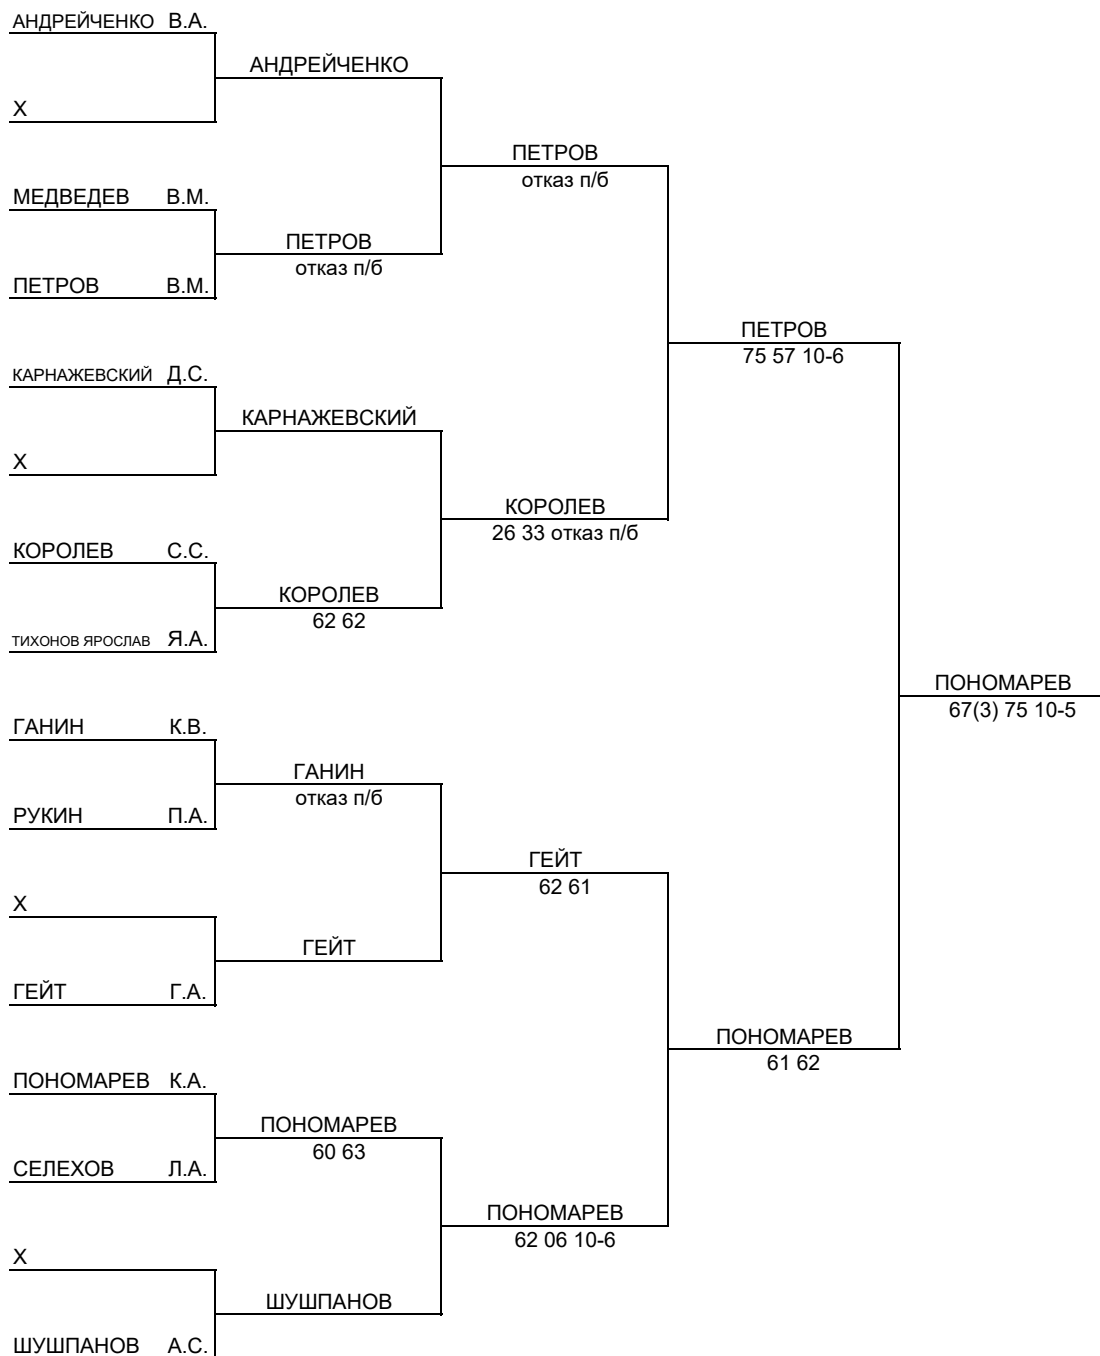 АНДРЕЙЧЕНКО В.А.
АНДРЕЙЧЕНКО
Х
ПЕТРОВ
отказ п/б
МЕДВЕДЕВ В.М.
ПЕТРОВ
отказ п/б
ПЕТРОВ В.М.
ПЕТРОВ
75 57 10-6
КАРНАЖЕВСКИЙ Д.С.
КАРНАЖЕВСКИЙ
Х
КОРОЛЕВ
26 33 отказ п/б
КОРОЛЕВ С.С.
КОРОЛЕВ
62 62
ТИХОНОВ ЯРОСЛАВ Я.А.
ПОНОМАРЕВ
67(3) 75 10-5
ГАНИН К.В.
ГАНИН
отказ п/б
РУКИН П.А.
ГЕЙТ
62 61
Х
ГЕЙТ
ГЕЙТ Г.А.
ПОНОМАРЕВ
61 62
ПОНОМАРЕВ К.А.
ПОНОМАРЕВ
60 63
СЕЛЕХОВ Л.А.
ПОНОМАРЕВ
62 06 10-6
Х
ШУШПАНОВ
ШУШПАНОВ А.С.